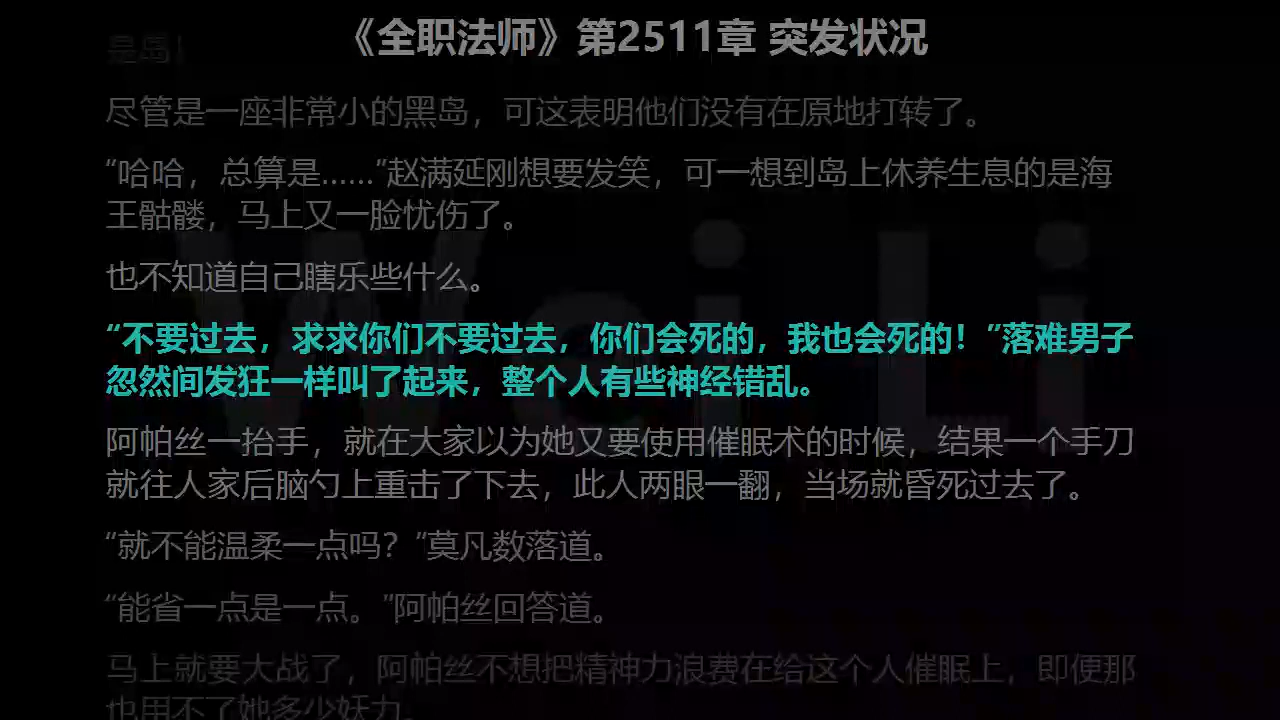 《全职法师》第2511章 突发状况
是岛！
尽管是一座非常小的黑岛，可这表明他们没有在原地打转了。
“哈哈，总算是……”赵满延刚想要发笑，可一想到岛上休养生息的是海
王骷髅，马上又一脸忧伤了。
也不知道自己瞎乐些什么。
“不要过去，求求你们不要过去，你们会死的，我也会死的！”落难男子
忽然间发狂一样叫了起来，整个人有些神经错乱。
阿帕丝一抬手，就在大家以为她又要使用催眠术的时候，结果一个手刀
就往人家后脑勺上重击了下去，此人两眼一翻，当场就昏死过去了。
“就不能温柔一点吗？”莫凡数落道。
“能省一点是一点。”阿帕丝回答道。
马上就要大战了，阿帕丝不想把精神力浪费在给这个人催眠上，即便那
也用不了她多少妖力。
Wei Li